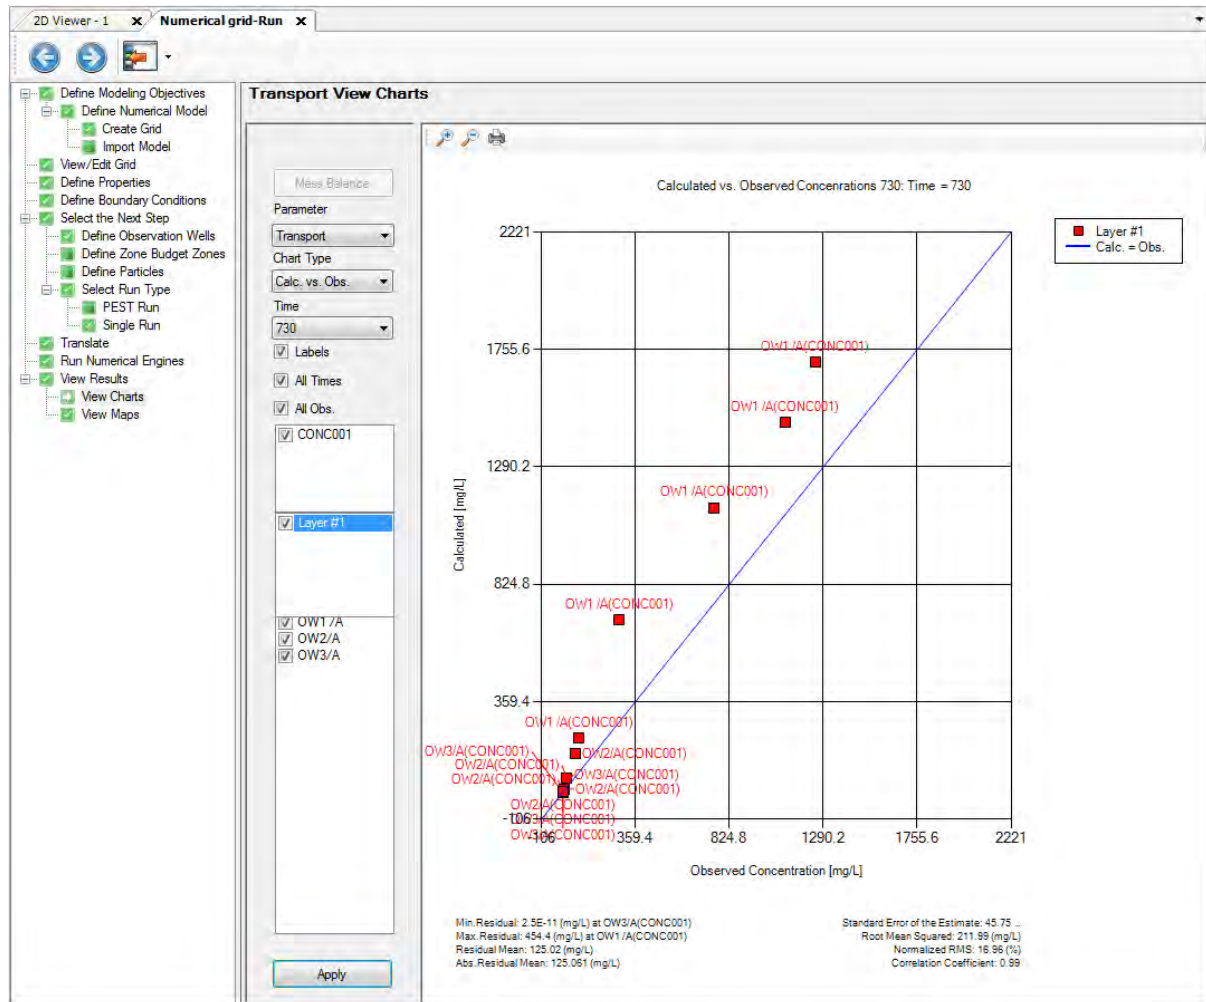 2D Viewer - 1
Numerical grid-Run
Define Modeling Objectives
Define Numerical Model
Create Grid
Import Model
View/Edit Grid
Define Properties
Define Boundary Conditions
Select the Next Step
Define Observation Wells
Define Zone Budget Zones
Define Particles
Select Run Type
PEST Run
Single Run
Translate
Run Numerical Engines
View Results
View Charts
View Maps
Transport View Charts
Mass Balance
Parameter
Transport
Chart Type
Calc. vs. Obs.
Time
730
Labels
All Times
All Obs.
CONC001
Layer #1
OW1 /A
OW2/A
OW3/A
Apply
Calculated vs. Observed Concenrations 730: Time = 730
Layer #1
Calc. = Obs.
Calculated [mg/L]
2221
1755.6
1290.2
824.8
359.4
-106
OW1 /A(CONC001)
OW1 /A(CONC001)
OW1 /A(CONC001)
OW1 /A(CONC001)
OW1 /A(CONC001)
OW3/A(CONC001)
OW2/A(CONC001)
OW2/A(CONC001)
OW3/A(CONC001)
OW2/A(CONC001)
OW2/A(CONC001)
OW2/A(CONC001)
OW3/A(CONC001)
OW3/A(CONC001)
-106
359.4
824.8
1290.2
1755.6
2221
Observed Concentration [mg/L]
Min.Residual: 2.5E-11 (mg/L) at OW3/A(CONC001)
Max.Residual: 454.4 (mg/L) at OW1 /A(CONC001)
Residual Mean: 125.02 (mg/L)
Abs.Residual Mean: 125.061 (mg/L)
Standard Error of the Estimate: 45.75 ...
Root Mean Squared: 211.99 (mg/L)
Normalized RMS: 16.96 (%)
Correlation Coefficient: 0.99